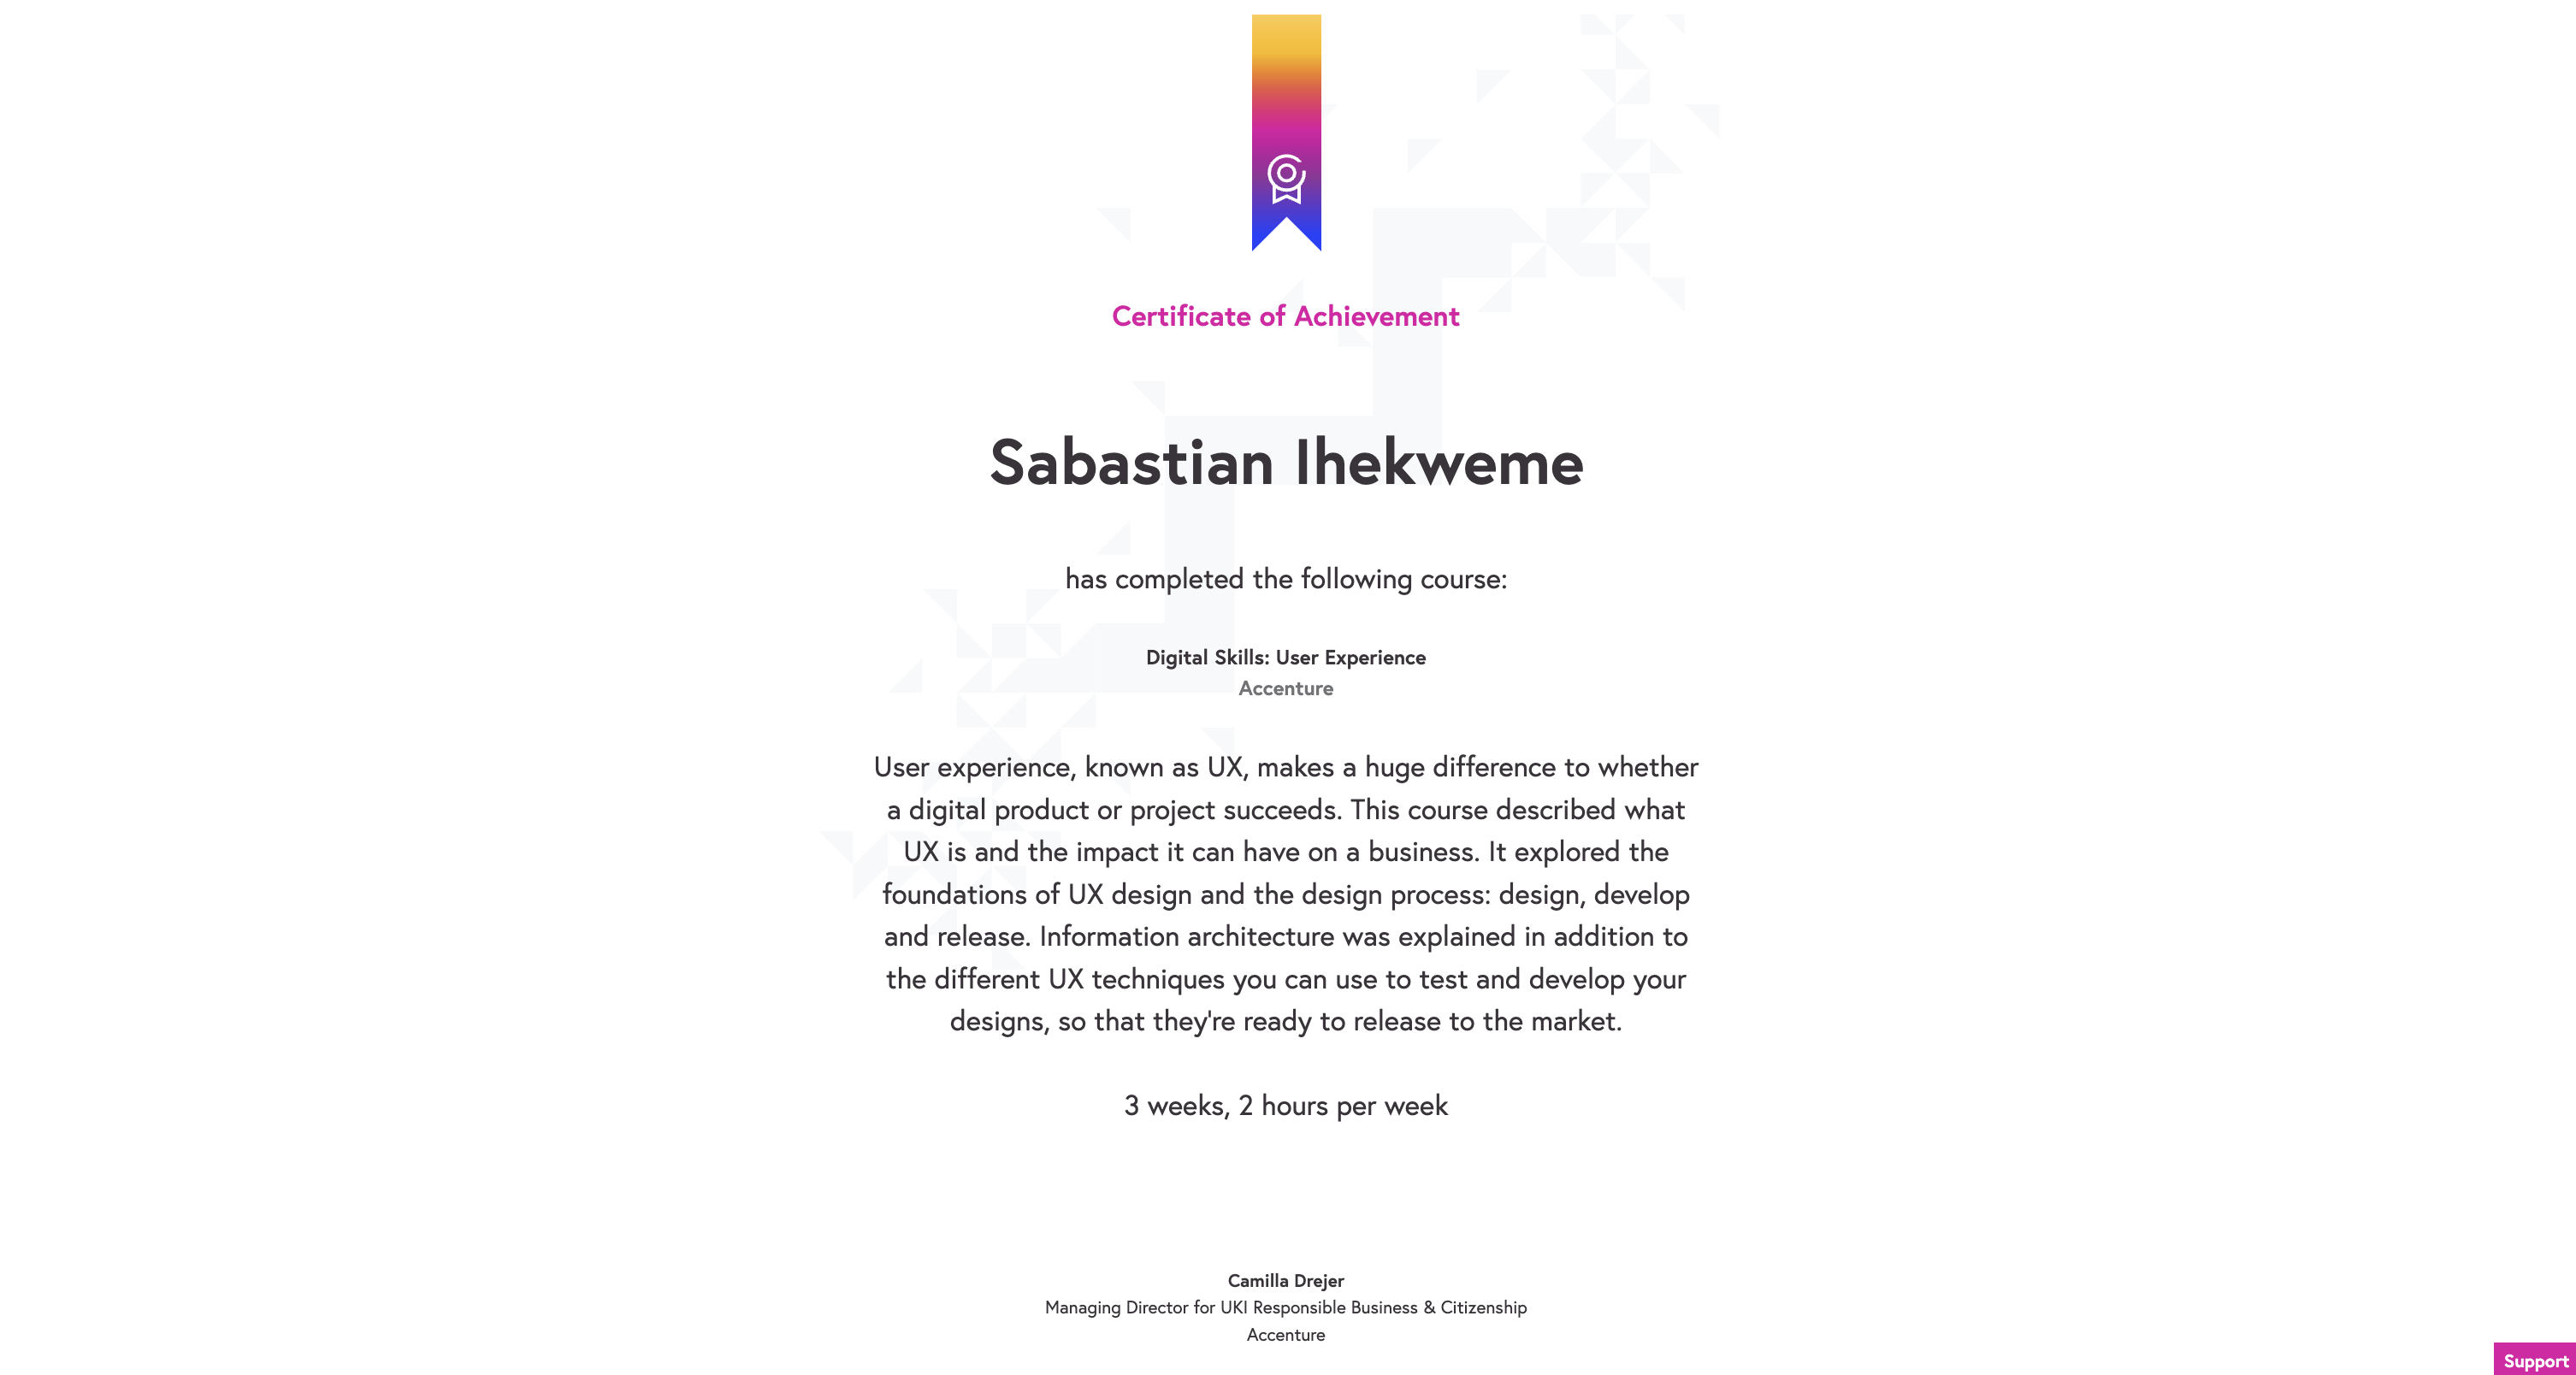 Certificate of Achievement
Sabastian Ihekweme
has completed the following course:
Digital Skills: User Experience
Accenture
User experience, known as UX, makes a huge difference to whether
a digital product or project succeeds. This course described what
UX is and the impact it can have on a business. It explored the
foundations of UX design and the design process: design, develop
and release. Information architecture was explained in addition to
the different UX techniques you can use to test and develop your
designs, so that they're ready to release to the market.
3 weeks, 2 hours per week
Camilla Drejer
Managing Director for UKI Responsible Business & Citizenship
Accenture
Support